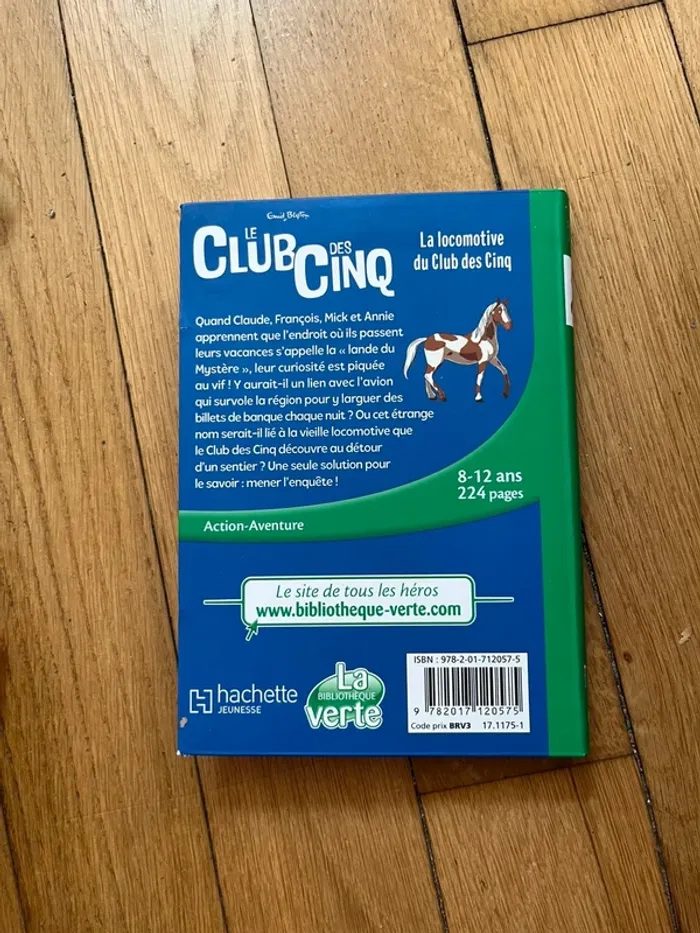 Enid Blyton
LE
CLUB DES
CINQ
La locomotive
du Club des Cinq
Quand Claude, François, Mick et Annie
apprennent que l'endroit où ils passent
leurs vacances s'appelle la « lande du
Mystère », leur curiosité est piquée
au vif ! Y aurait-il un lien avec l'avion
qui survole la région pour y larguer des
billets de banque chaque nuit ? Ou cet étrange
nom serait-il lié à la vieille locomotive que
le Club des Cinq découvre au détour
d'un sentier ? Une seule solution pour
le savoir : mener l'enquête !
8-12 ans
224 pages
Action-Aventure
Le site de tous les héros
www.bibliotheque-verte.com
hachette
JEUNESSE
La
BIBLIOTHÈQUE
verte
ISBN : 978-2-01-712057-5
9 782017 120575
Code prix BRV3 17.1175-1